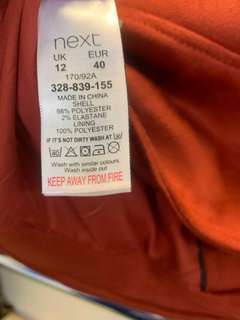 next
UK EUR
12 40
170/92A
328-839-155
MADE IN CHINA
SHELL
98% POLYESTER
2% ELASTANE
LINING
100% POLYESTER
IF IT'S NOT DIRTY WASH AT 30
Wash with similar colours
Wash inside out
KEEP AWAY FROM FIRE